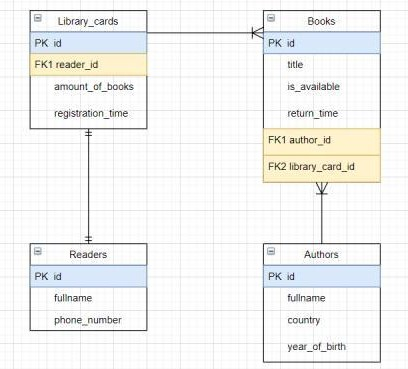 Library_cards
PK id
FK1 reader_id
amount_of_books
registration_time
Books
PK id
title
is_available
return_time
FK1 author_id
FK2 library_card_id
Readers
PK id
fullname
phone_number
Authors
PK id
fullname
country
year_of_birth